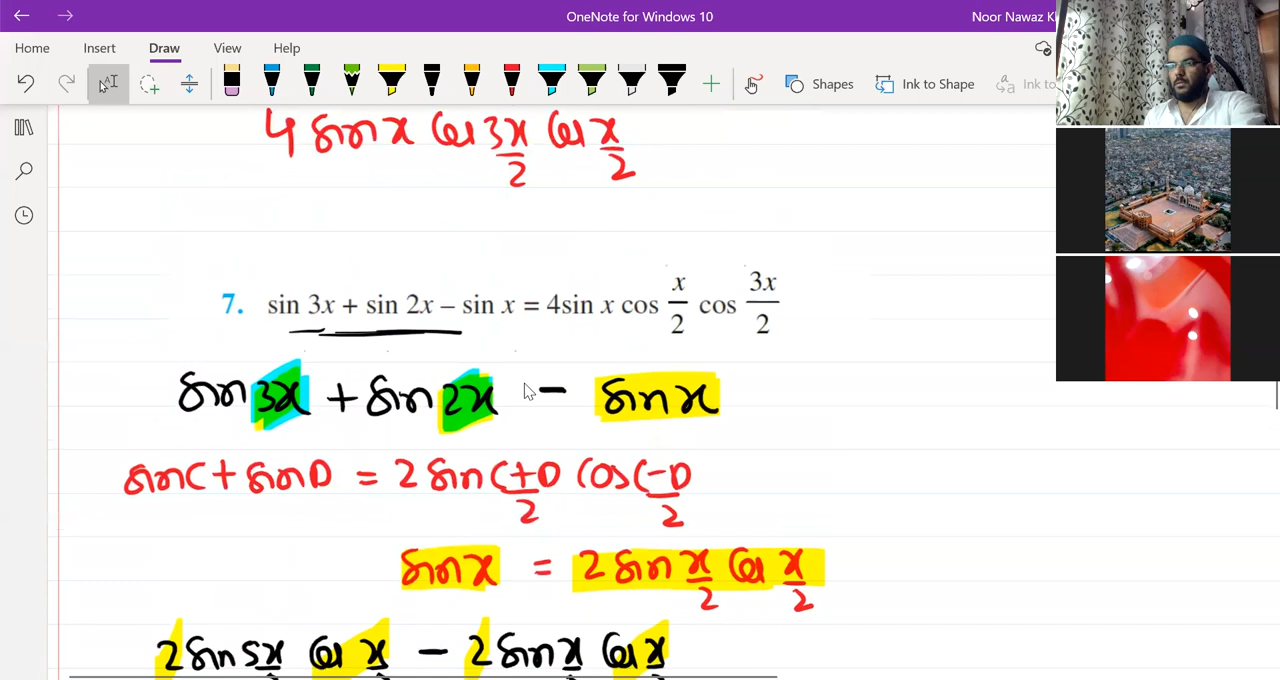 OneNote for Windows 10
Noor Nawaz Kh
Home Insert Draw View Help
Shapes Ink to Shape Ink to
4 sin x Cos 3x/2 Cos x/2
7. sin 3x + sin 2x – sin x = 4sin x cos x/2 cos 3x/2
sin 3x + sin 2x - sin x
sin C + sin D = 2 sin C+D/2 Cos C-D/2
sin x = 2 sin x/2 Cos x/2
2 sin 5x/2 Cos x/2 - 2 sin x/2 Cos x/2